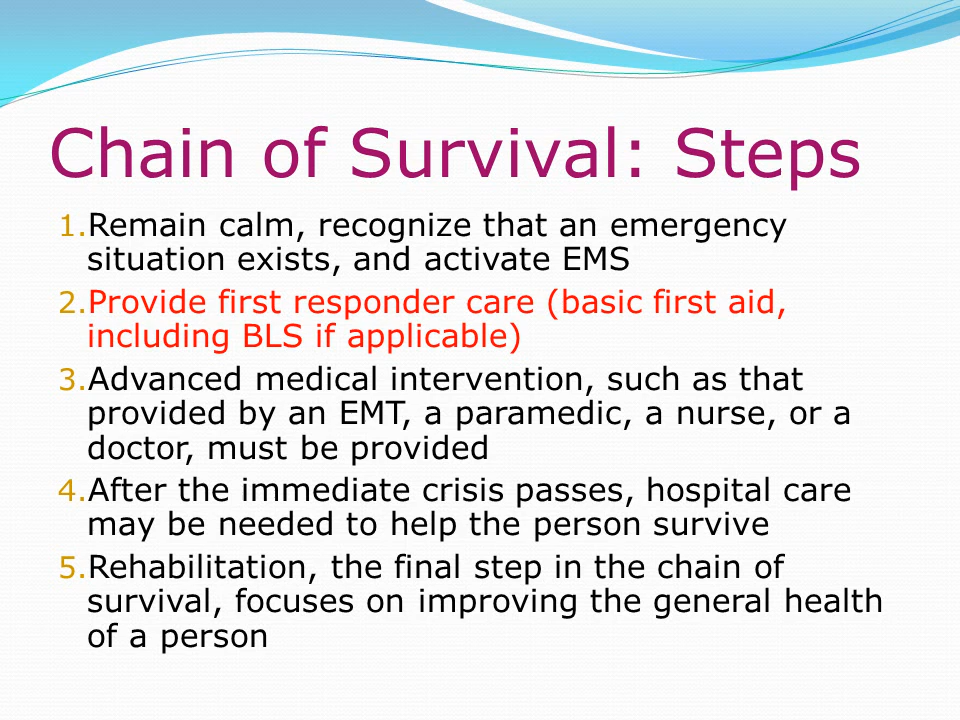 Chain of Survival: Steps
1.Remain calm, recognize that an emergency
situation exists, and activate EMS
2.Provide first responder care (basic first aid,
including BLS if applicable)
3.Advanced medical intervention, such as that
provided by an EMT, a paramedic, a nurse, or a
doctor, must be provided
4.After the immediate crisis passes, hospital care
may be needed to help the person survive
5.Rehabilitation, the final step in the chain of
survival, focuses on improving the general health
of a person